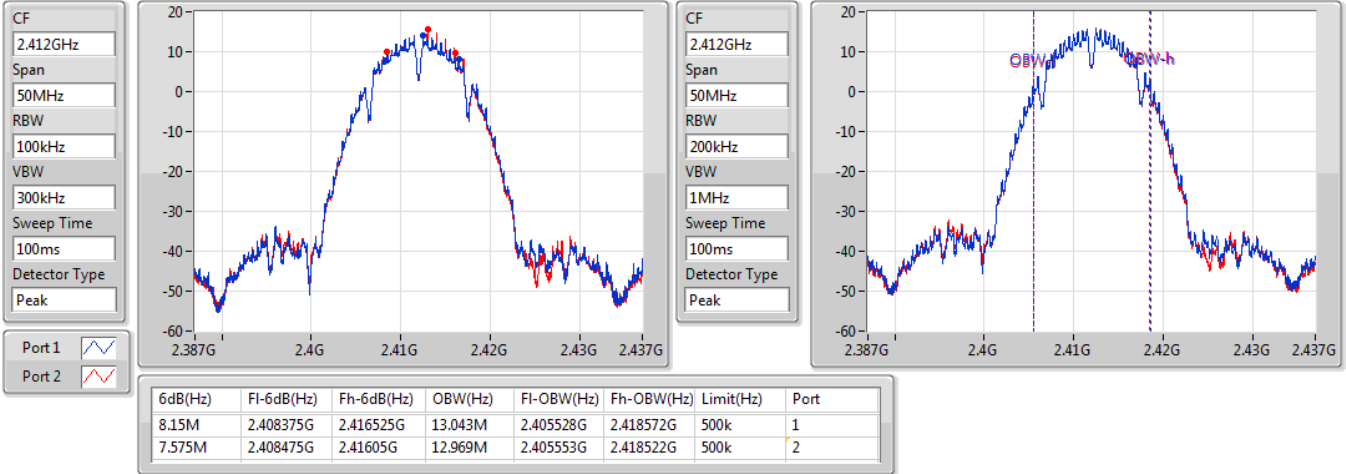 CF
2.412GHz
Span
50MHz
RBW
100kHz
VBW
300kHz
Sweep Time
100ms
Detector Type
Peak
Port 1
Port 2
20
10
0
-10
-20
-30
-40
-50
-60
2.387G 2.4G 2.41G 2.42G 2.43G 2.437G
CF
2.412GHz
Span
50MHz
RBW
200kHz
VBW
1MHz
Sweep Time
100ms
Detector Type
Peak
20
10
0
-10
-20
-30
-40
-50
-60
OBW-h
2.387G 2.4G 2.41G 2.42G 2.43G 2.437G
6dB(Hz) Fl-6dB(Hz) Fh-6dB(Hz) OBW(Hz) Fl-OBW(Hz) Fh-OBW(Hz) Limit(Hz) Port
8.15M 2.408375G 2.416525G 13.043M 2.405528G 2.418572G 500k 1
7.575M 2.408475G 2.41605G 12.969M 2.405553G 2.418522G 500k 2